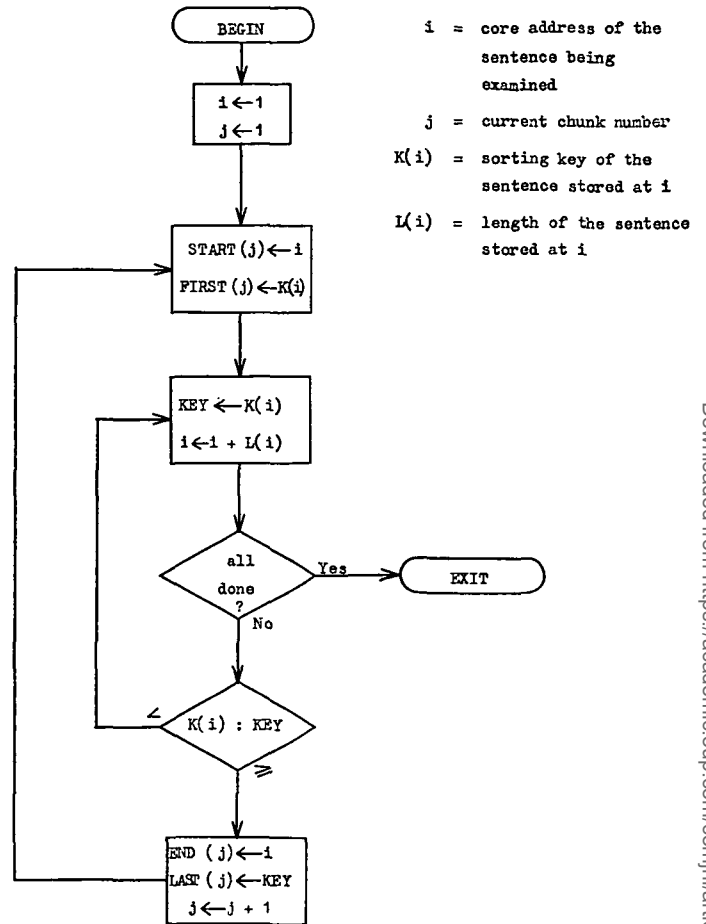 BEGIN
i ← 1
j ← 1
START (j) ← i
FIRST (j) ← K(i)
KEY ← K(i)
i ← i + L(i)
all
done
?
Yes
EXIT
No
K(i) : KEY
<
≥
END (j) ← i
LAST (j) ← KEY
j ← j + 1
i = core address of the
sentence being
examined
j = current chunk number
K(i) = sorting key of the
sentence stored at i
L(i) = length of the sentence
stored at i